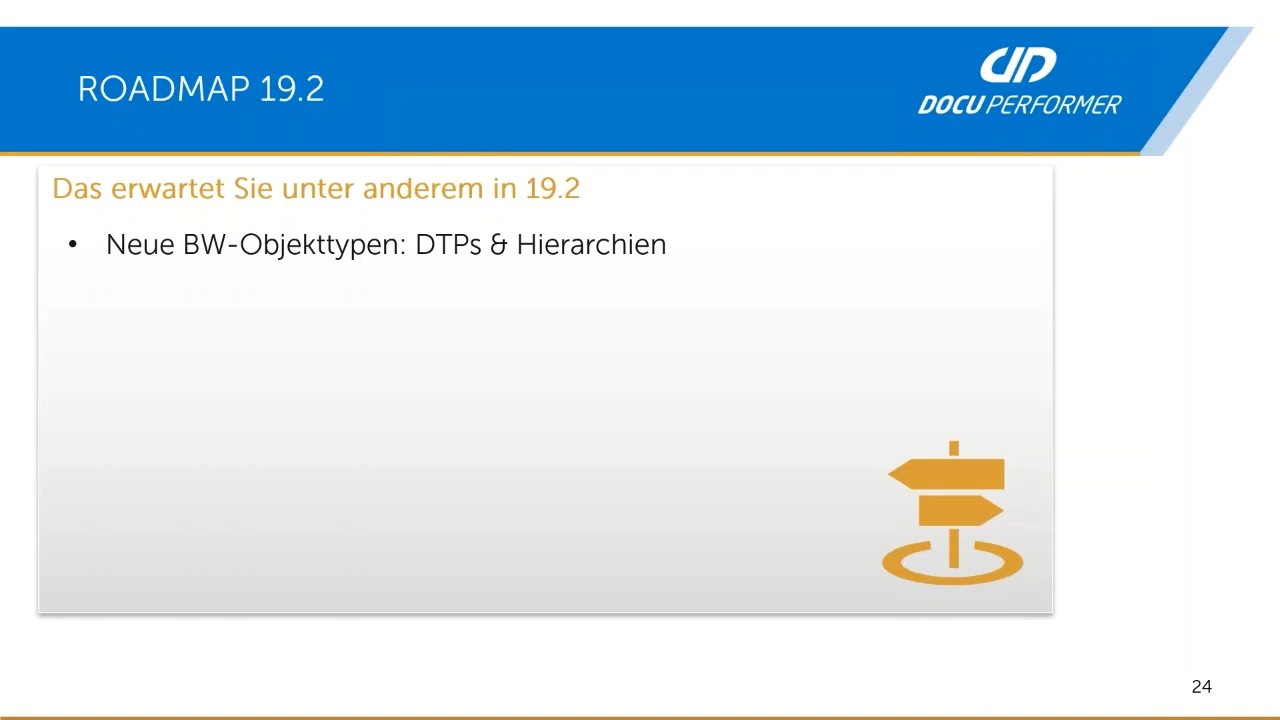 ROADMAP 19.2
DOCU PERFORMER
Das erwartet Sie unter anderem in 19.2
• Neue BW-Objekttypen: DTPs & Hierarchien
24